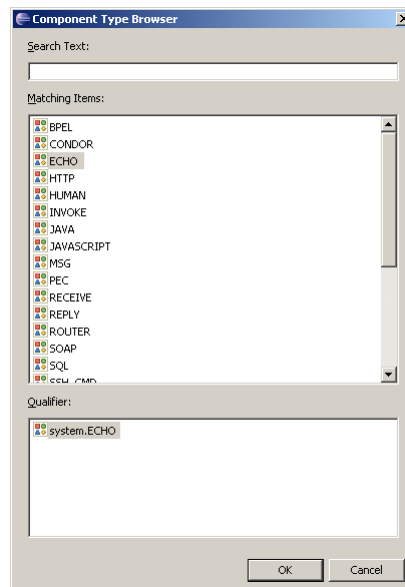 Component Type Browser
Search Text:
Matching Items:
BPEL
CONDOR
ECHO
HTTP
HUMAN
INVOKE
JAVA
JAVASCRIPT
MSG
PEC
RECEIVE
REPLY
ROUTER
SOAP
SQL
SSH_CMD
Qualifier:
system.ECHO
OK
Cancel